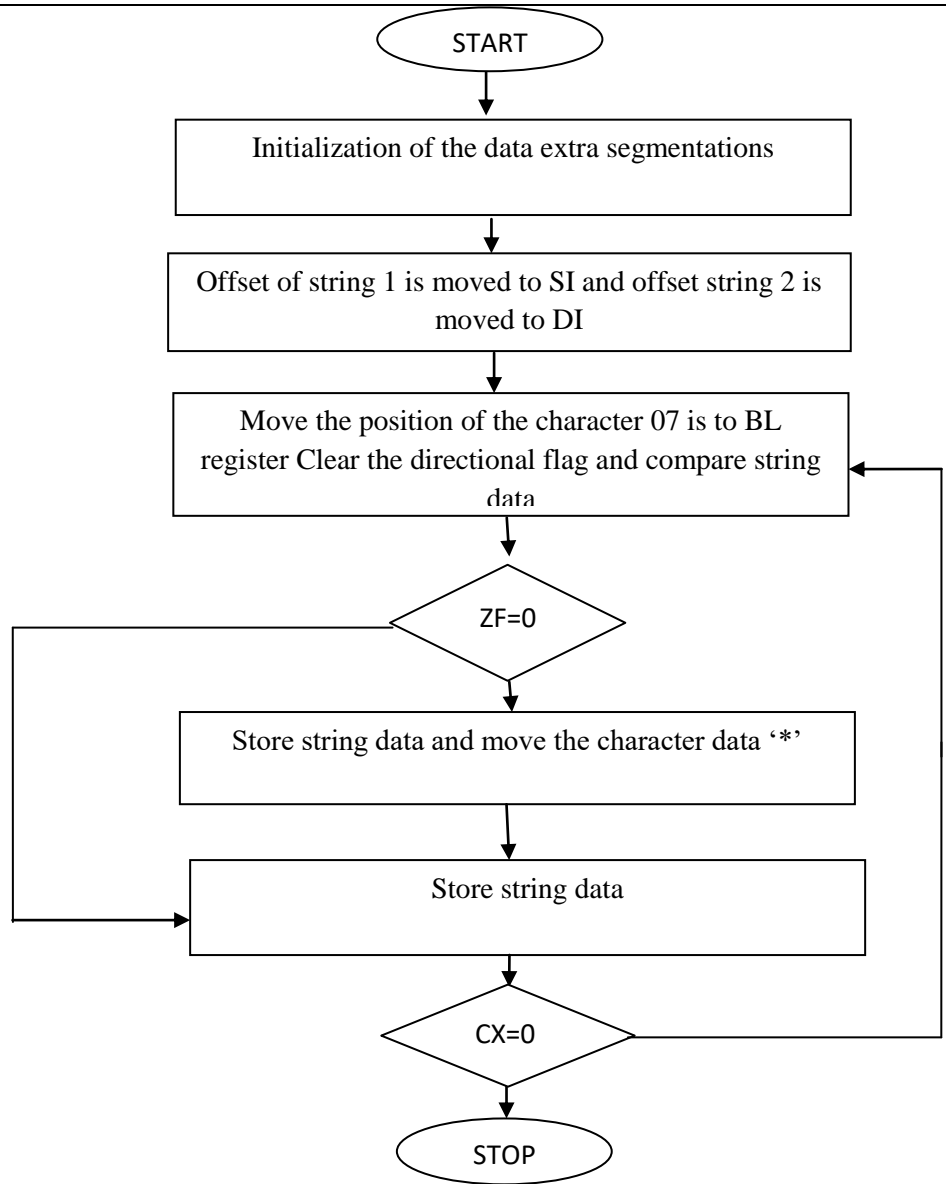 START
Initialization of the data extra segmentations
Offset of string 1 is moved to SI and offset string 2 is
moved to DI
Move the position of the character 07 is to BL
register Clear the directional flag and compare string
data
ZF=0
Store string data and move the character data ‘*’
Store string data
CX=0
STOP